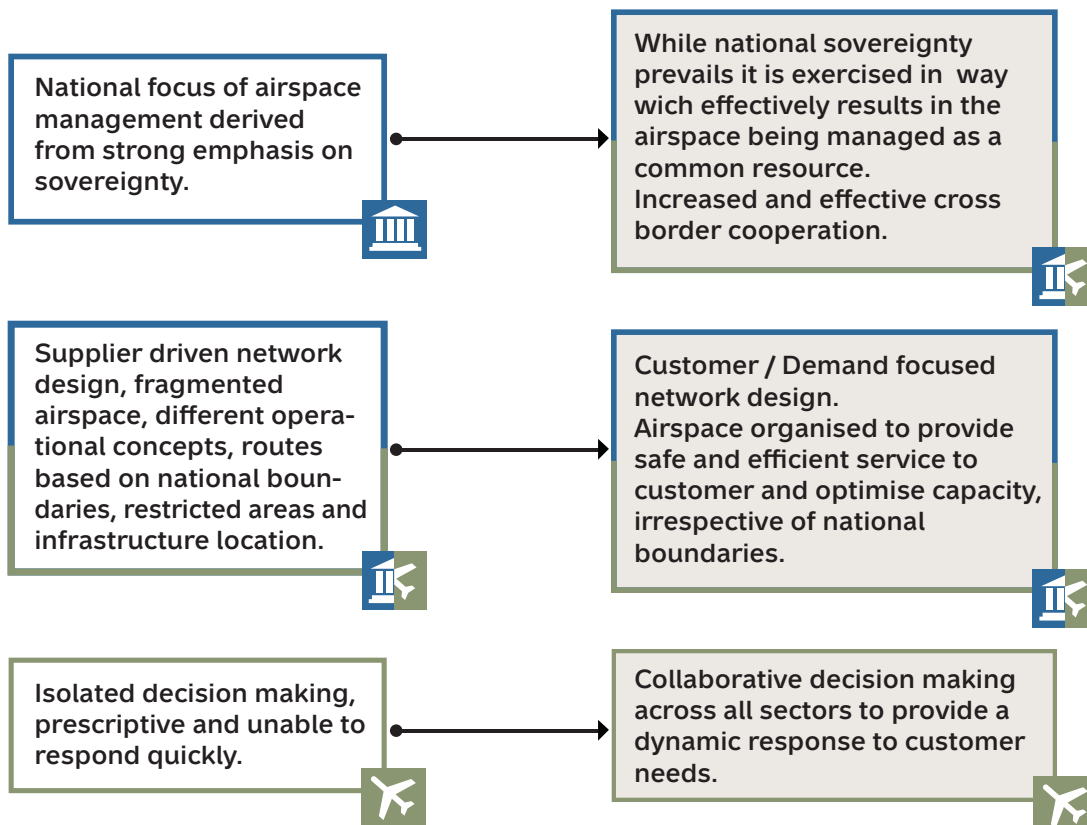 National focus of airspace
management derived
from strong emphasis on
sovereignty.
While national sovereignty
prevails it is exercised in  way
wich effectively results in the
airspace being managed as a
common resource.
Increased and effective cross
border cooperation.
Supplier driven network
design, fragmented
airspace, different opera-
tional concepts, routes
based on national boun-
daries, restricted areas and
infrastructure location.
Customer / Demand focused
network design.
Airspace organised to provide
safe and efficient service to
customer and optimise capacity,
irrespective of national
boundaries.
Isolated decision making,
prescriptive and unable to
respond quickly.
Collaborative decision making
across all sectors to provide a
dynamic response to customer
needs.